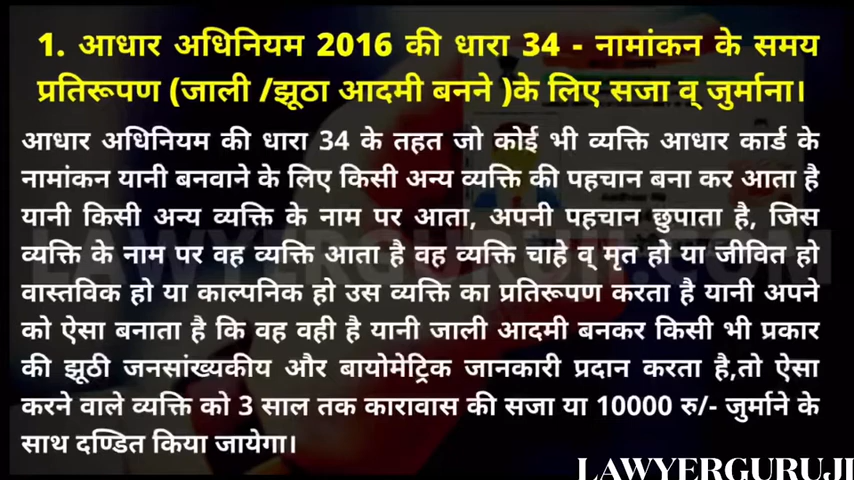 1. आधार अधिनियम 2016 की धारा 34 - नामांकन के समय
प्रतिरूपण (जाली /झूठा आदमी बनने )के लिए सजा व् जुर्माना।
आधार अधिनियम की धारा 34 के तहत जो कोई भी व्यक्ति आधार कार्ड के
नामांकन यानी बनवाने के लिए किसी अन्य व्यक्ति की पहचान बना कर आता है
यानी किसी अन्य व्यक्ति के नाम पर आता, अपनी पहचान छुपाता है, जिस
व्यक्ति के नाम पर वह व्यक्ति आता है वह व्यक्ति चाहे व् मृत हो या जीवित हो
वास्तविक हो या काल्पनिक हो उस व्यक्ति का प्रतिरूपण करता है यानी अपने
को ऐसा बनाता है कि वह वही है यानी जाली आदमी बनकर किसी भी प्रकार
की झूठी जनसांख्यकीय और बायोमेट्रिक जानकारी प्रदान करता है,तो ऐसा
करने वाले व्यक्ति को 3 साल तक कारावास की सजा या 10000 रु/- जुर्माने के
साथ दण्डित किया जायेगा।
LAWYERGURUJI.COM
LAWYERGURUJI